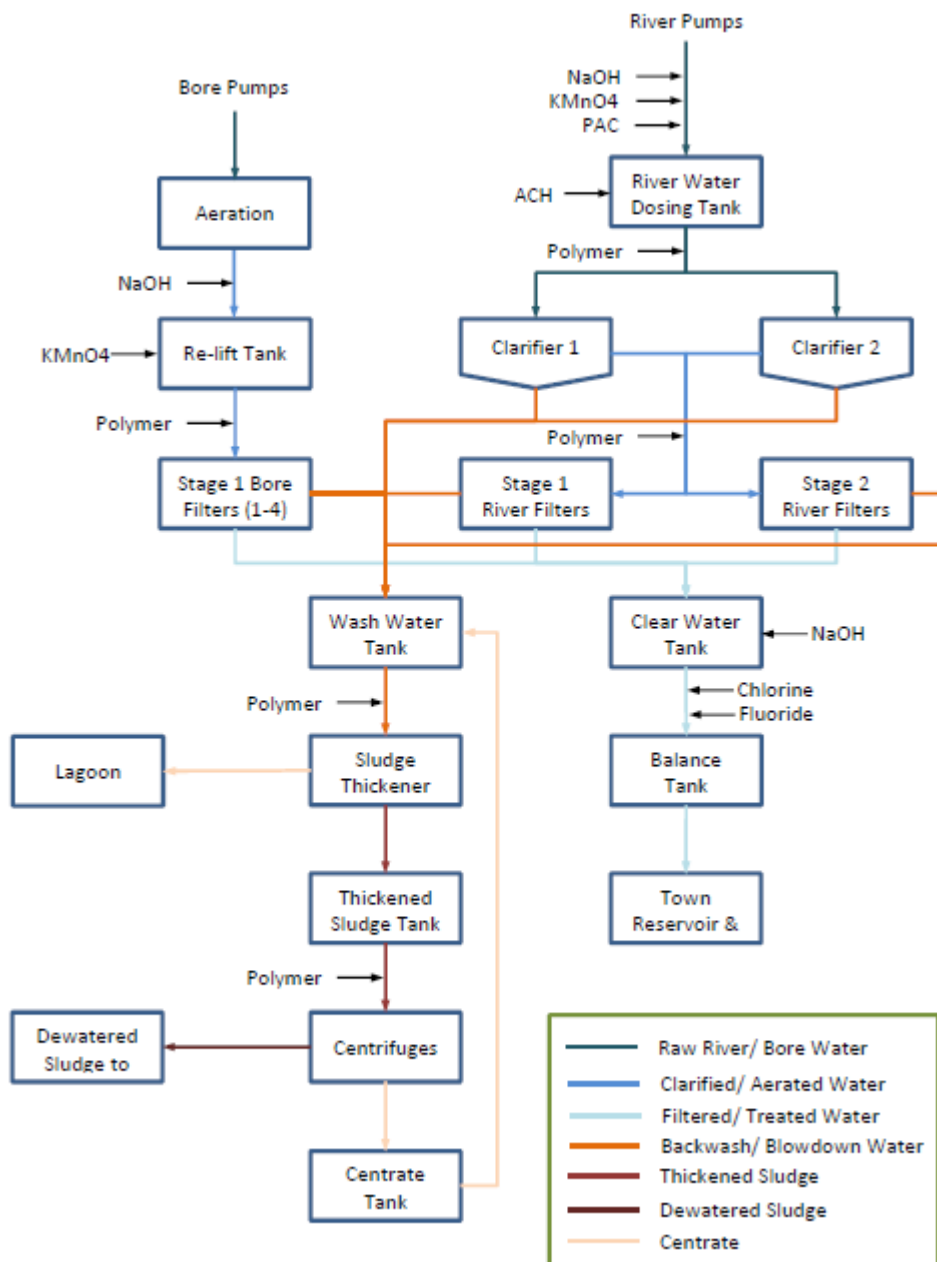 River Pumps
NaOH
KMnO4
PAC
Bore Pumps
River Water
Dosing Tank
ACH
Aeration
Polymer
NaOH
Clarifier 1
Clarifier 2
KMnO4
Re-lift Tank
Polymer
Polymer
Stage 1 Bore
Filters (1-4)
Stage 1
River Filters
Stage 2
River Filters
Wash Water
Tank
Clear Water
Tank
NaOH
Polymer
Chlorine
Fluoride
Lagoon
Sludge
Thickener
Balance
Tank
Thickened
Sludge Tank
Town
Reservoir &
Polymer
Dewatered
Sludge to
Centrifuges
Centrate
Tank
Raw River/ Bore Water
Clarified/ Aerated Water
Filtered/ Treated Water
Backwash/ Blowdown Water
Thickened Sludge
Dewatered Sludge
Centrate